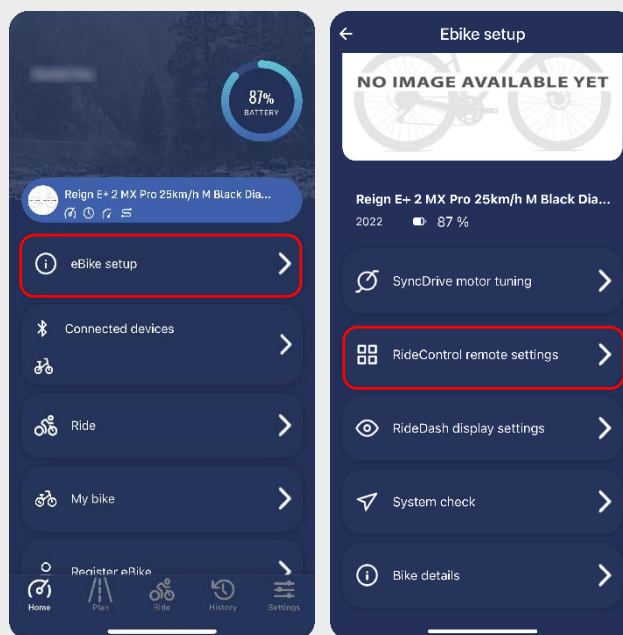 87%
BATTERY
Reign E+ 2 MX Pro 25km/h M Black Dia...
eBike setup
Connected devices
Ride
My bike
Register eBike
Home
Plan
Ride
History
Settings
Ebike setup
NO IMAGE AVAILABLE YET
Reign E+ 2 MX Pro 25km/h M Black Dia...
2022 87 %
SyncDrive motor tuning
RideControl remote settings
RideDash display settings
System check
Bike details